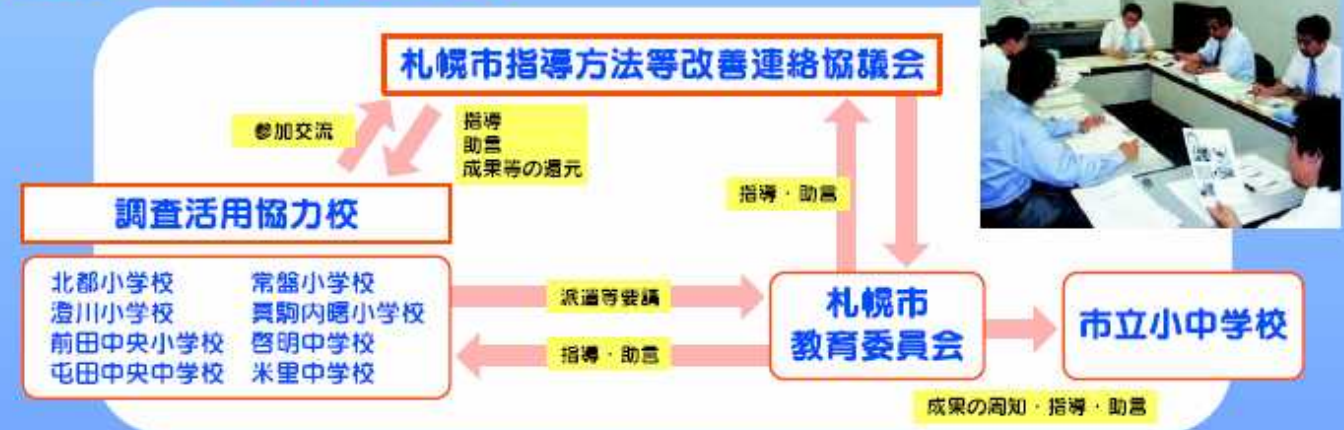 札幌市指導方法等改善連絡協議会
参加交流
指導
助言
成果等の還元
指導・助言
調査活用協力校
北都小学校 常盤小学校
澄川小学校 真駒内曙小学校
前田中央小学校 啓明中学校
屯田中央中学校 米里中学校
派遣等要請
指導・助言
札幌市
教育委員会
市立小中学校
成果の周知・指導・助言